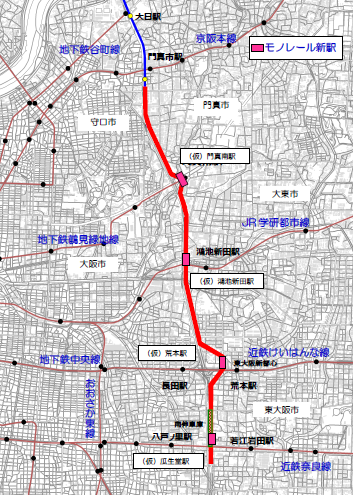 大日駅
京阪本線
地下鉄谷町線
モノレール新駅
門真市駅
門真市
守口市
(仮)門真南駅
大東市
JR学研都市線
地下鉄鶴見緑地線
鴻池新田駅
大阪市
(仮)鴻池新田駅
(仮)荒本駅
近鉄けいはんな線
地下鉄中央線
東大阪新都心
長田駅
荒本駅
おおさか東線
東大阪市
八戸ノ里駅
若江岩田駅
(仮)瓜生堂駅
近鉄奈良線